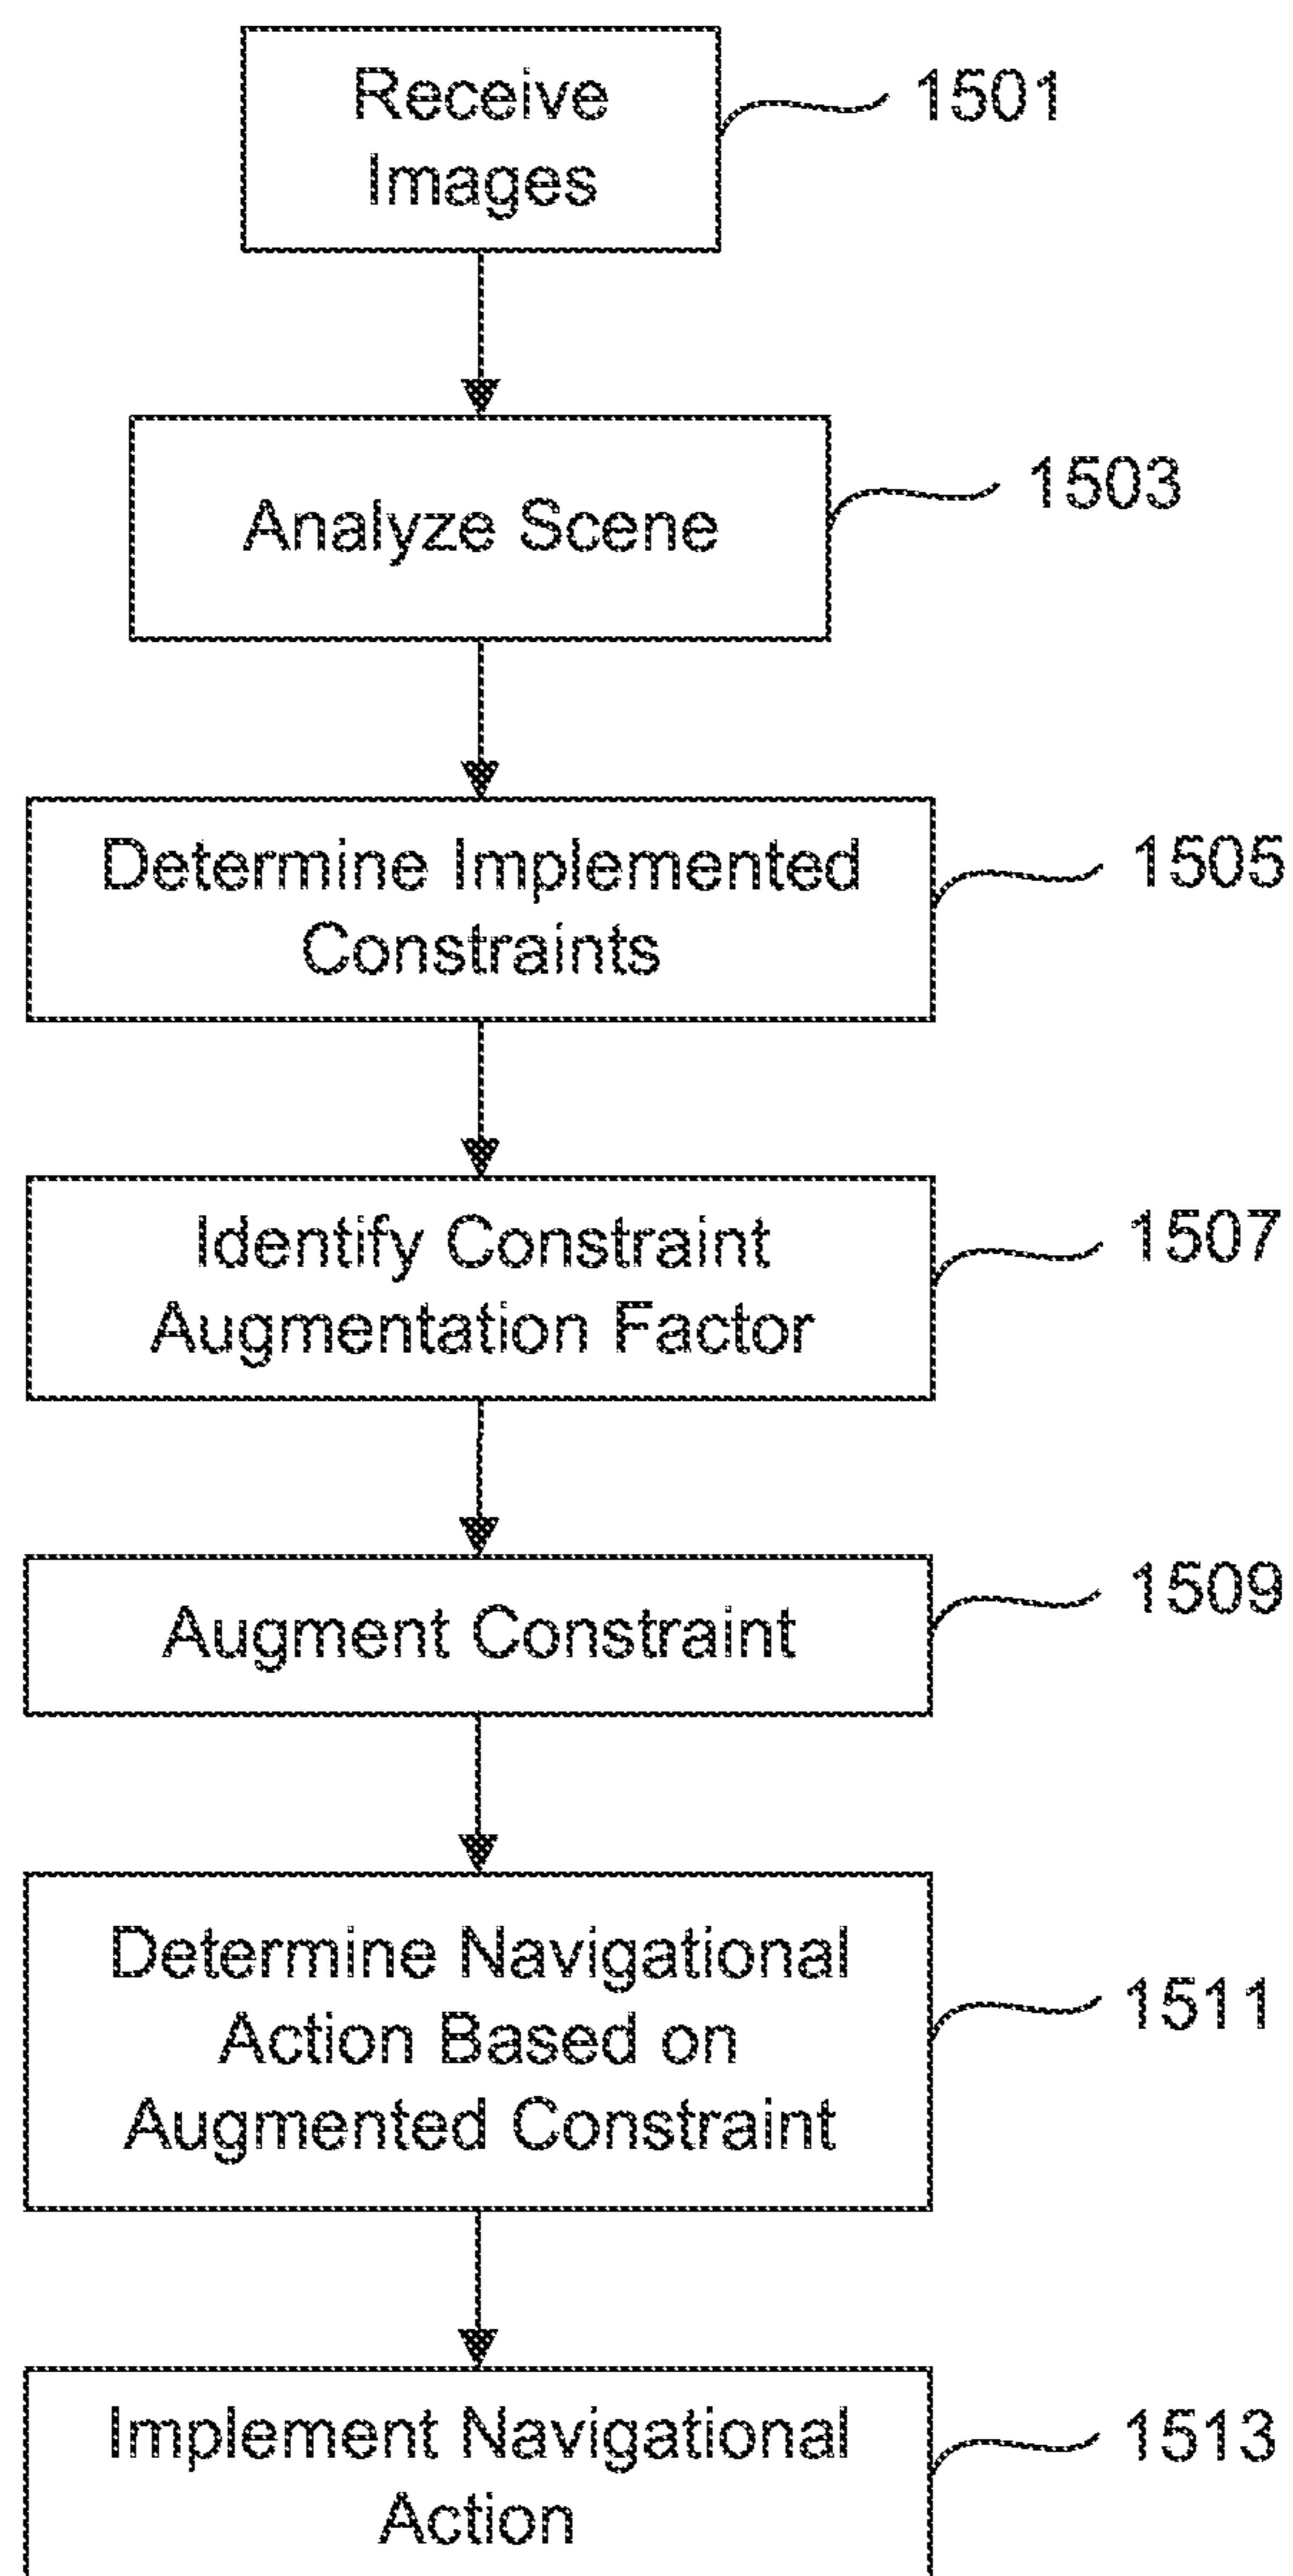 Receive
Images
1501
Analyze Scene
1503
Determine Implemented
Constraints
1505
Identify Constraint
Augmentation Factor
1507
Augment Constraint
1509
Determine Navigational
Action Based on
Augmented Constraint
1511
Implement Navigational
Action
1513